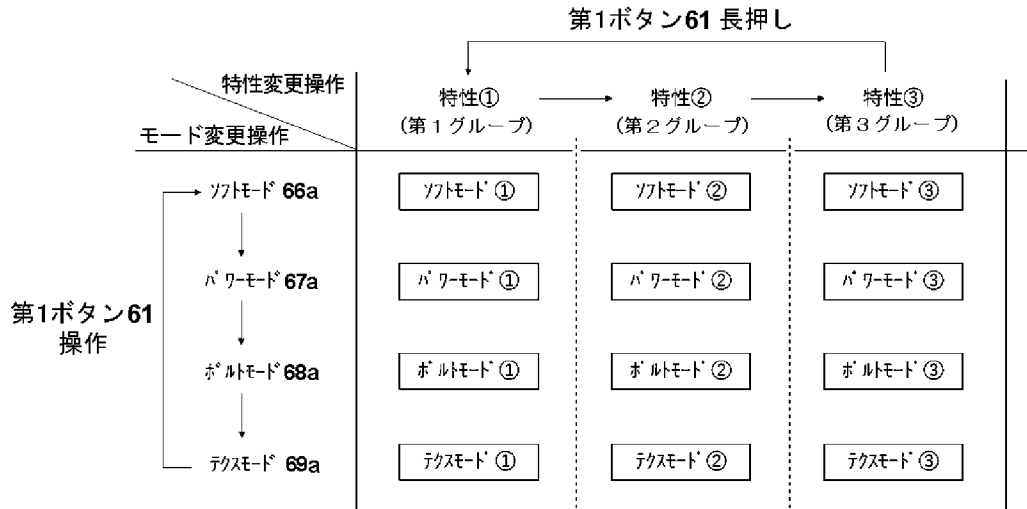 第1ボタン61 長押し
特性変更操作
モード変更操作
特性①
(第1グループ)
特性②
(第2グループ)
特性③
(第3グループ)
ｿﾌﾄﾓｰﾄﾞ 66a
ｿﾌﾄﾓｰﾄﾞ①
ｿﾌﾄﾓｰﾄﾞ②
ｿﾌﾄﾓｰﾄﾞ③
ﾊﾟﾜｰﾓｰﾄﾞ 67a
ﾊﾟﾜｰﾓｰﾄﾞ①
ﾊﾟﾜｰﾓｰﾄﾞ②
ﾊﾟﾜｰﾓｰﾄﾞ③
第1ボタン61
操作
ﾎﾞﾙﾄﾓｰﾄﾞ 68a
ﾎﾞﾙﾄﾓｰﾄﾞ①
ﾎﾞﾙﾄﾓｰﾄﾞ②
ﾎﾞﾙﾄﾓｰﾄﾞ③
ﾃｸｽﾓｰﾄﾞ 69a
ﾃｸｽﾓｰﾄﾞ①
ﾃｸｽﾓｰﾄﾞ②
ﾃｸｽﾓｰﾄﾞ③